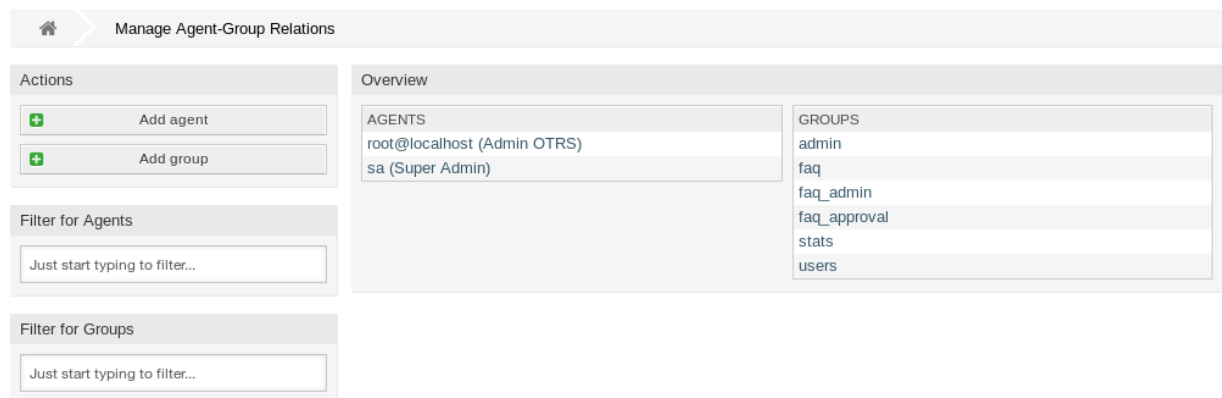 Manage Agent-Group Relations
Actions
Add agent
Add group
Filter for Agents
Just start typing to filter...
Filter for Groups
Just start typing to filter...
Overview
AGENTS
root@localhost (Admin OTRS)
sa (Super Admin)
GROUPS
admin
faq
faq_admin
faq_approval
stats
users